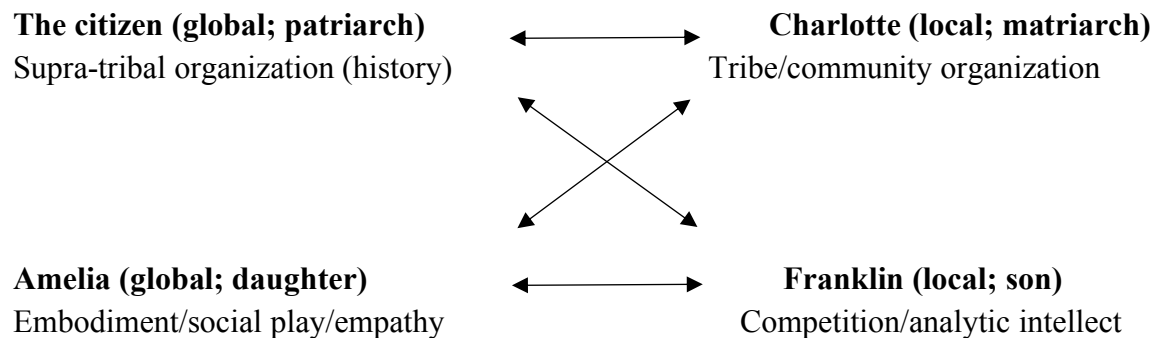 The citizen (global; patriarch) Charlotte (local; matriarch)
Supra-tribal organization (history) Tribe/community organization
Amelia (global; daughter) Franklin (local; son)
Embodiment/social play/empathy Competition/analytic intellect